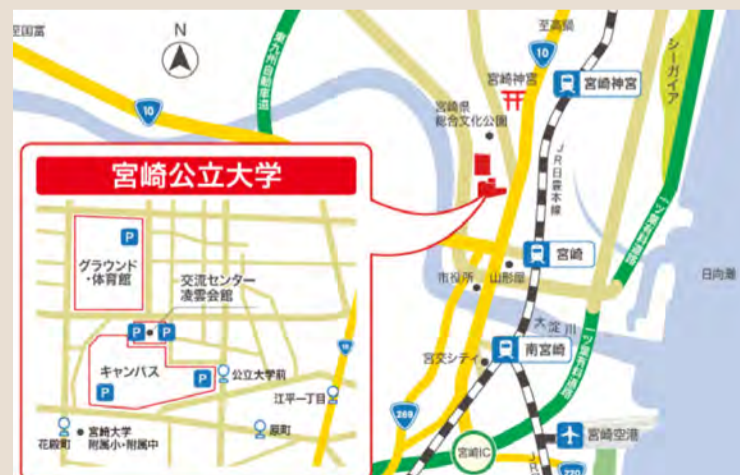 至国富
N
東九州自動車道
至高鍋
10
10
宮崎神宮
宮崎神宮
シーガイア
宮崎県
総合文化公園
JR日豊本線
一ツ葉有料道路
宮崎公立大学
グラウンド
・体育館
P
交流センター
凌雲会館
P
P
キャンパス
P
P
公立大学前
10
江平一丁目
花殿町
宮崎大学
附属小・附属中
原町
宮崎
市役所
山形屋
日向灘
大淀川
南宮崎
一ツ葉有料道路
宮交シティ
269
宮崎IC
宮崎空港
220
JR